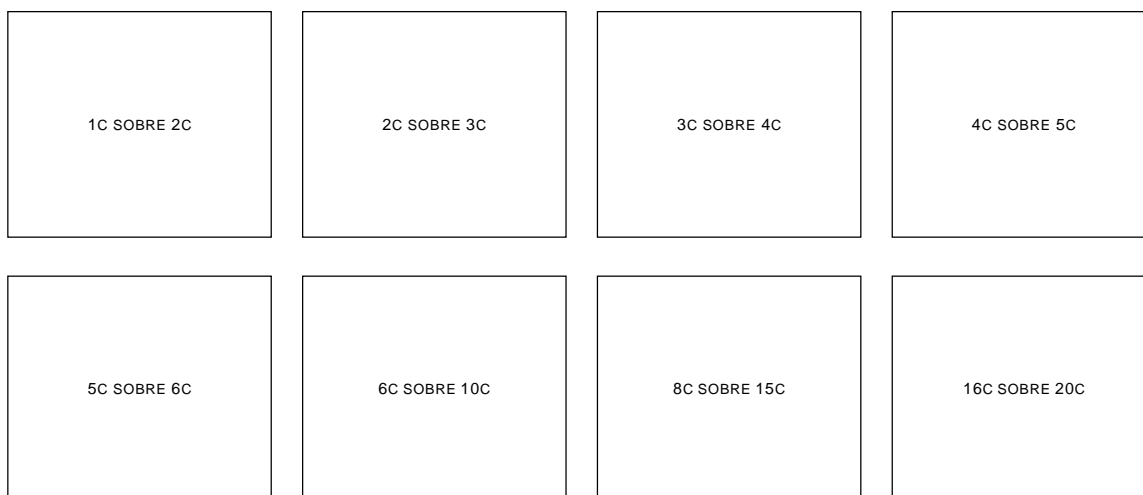 1C SOBRE 2C
2C SOBRE 3C
3C SOBRE 4C
4C SOBRE 5C
5C SOBRE 6C
6C SOBRE 10C
8C SOBRE 15C
16C SOBRE 20C